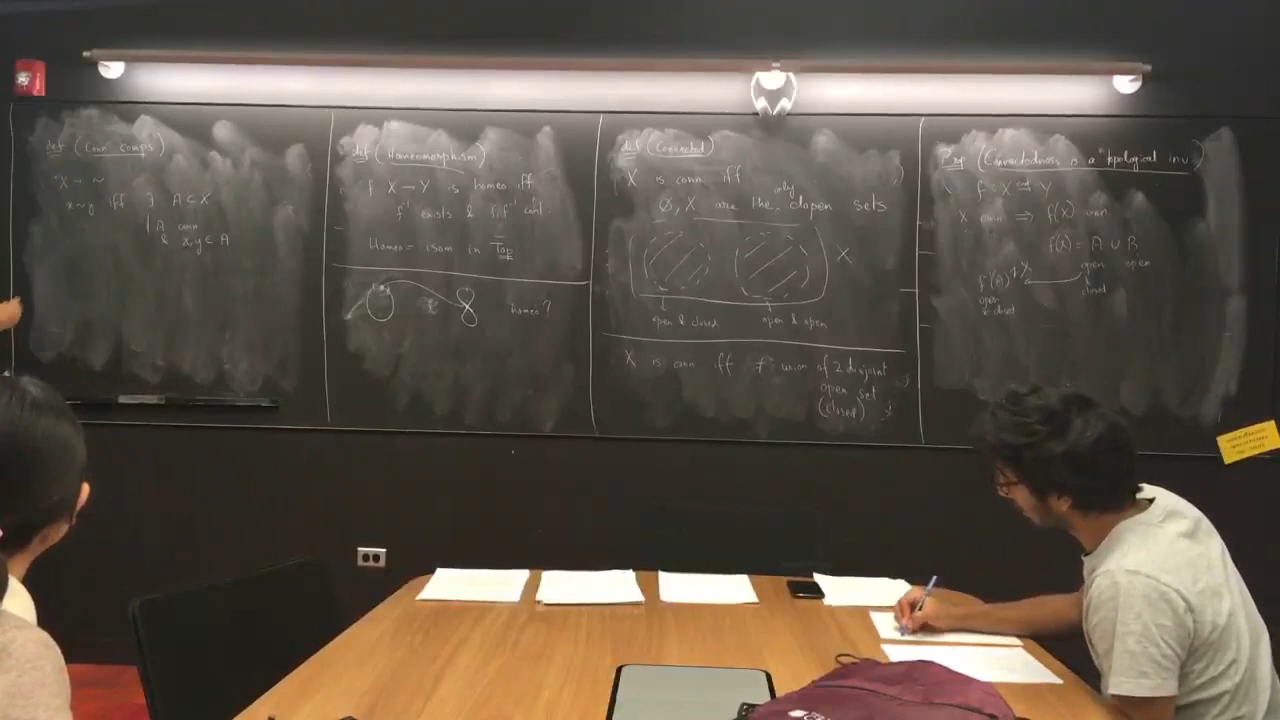 def (Conn comps)
X ~ ~
x~y iff ∃ A ⊂ X
A conn
& x,y ∈ A
def (Homeomorphism)
f X → Y is homeo iff
f⁻¹ exists & f, f⁻¹ cont.
Homeo = isom in Top
homeo?
def (Connected)
X is conn iff
only
∅, X are the clopen sets
X
open & closed open & open
X is conn iff ≠ union of 2 disjoint
open set
(closed)
Prop (Connectedness is a "topological inv.")
f : X cont→ Y
X conn ⇒ f(X) conn.
f(X) = A ∪ B
open open
f⁻¹(A)
closed
open
& closed